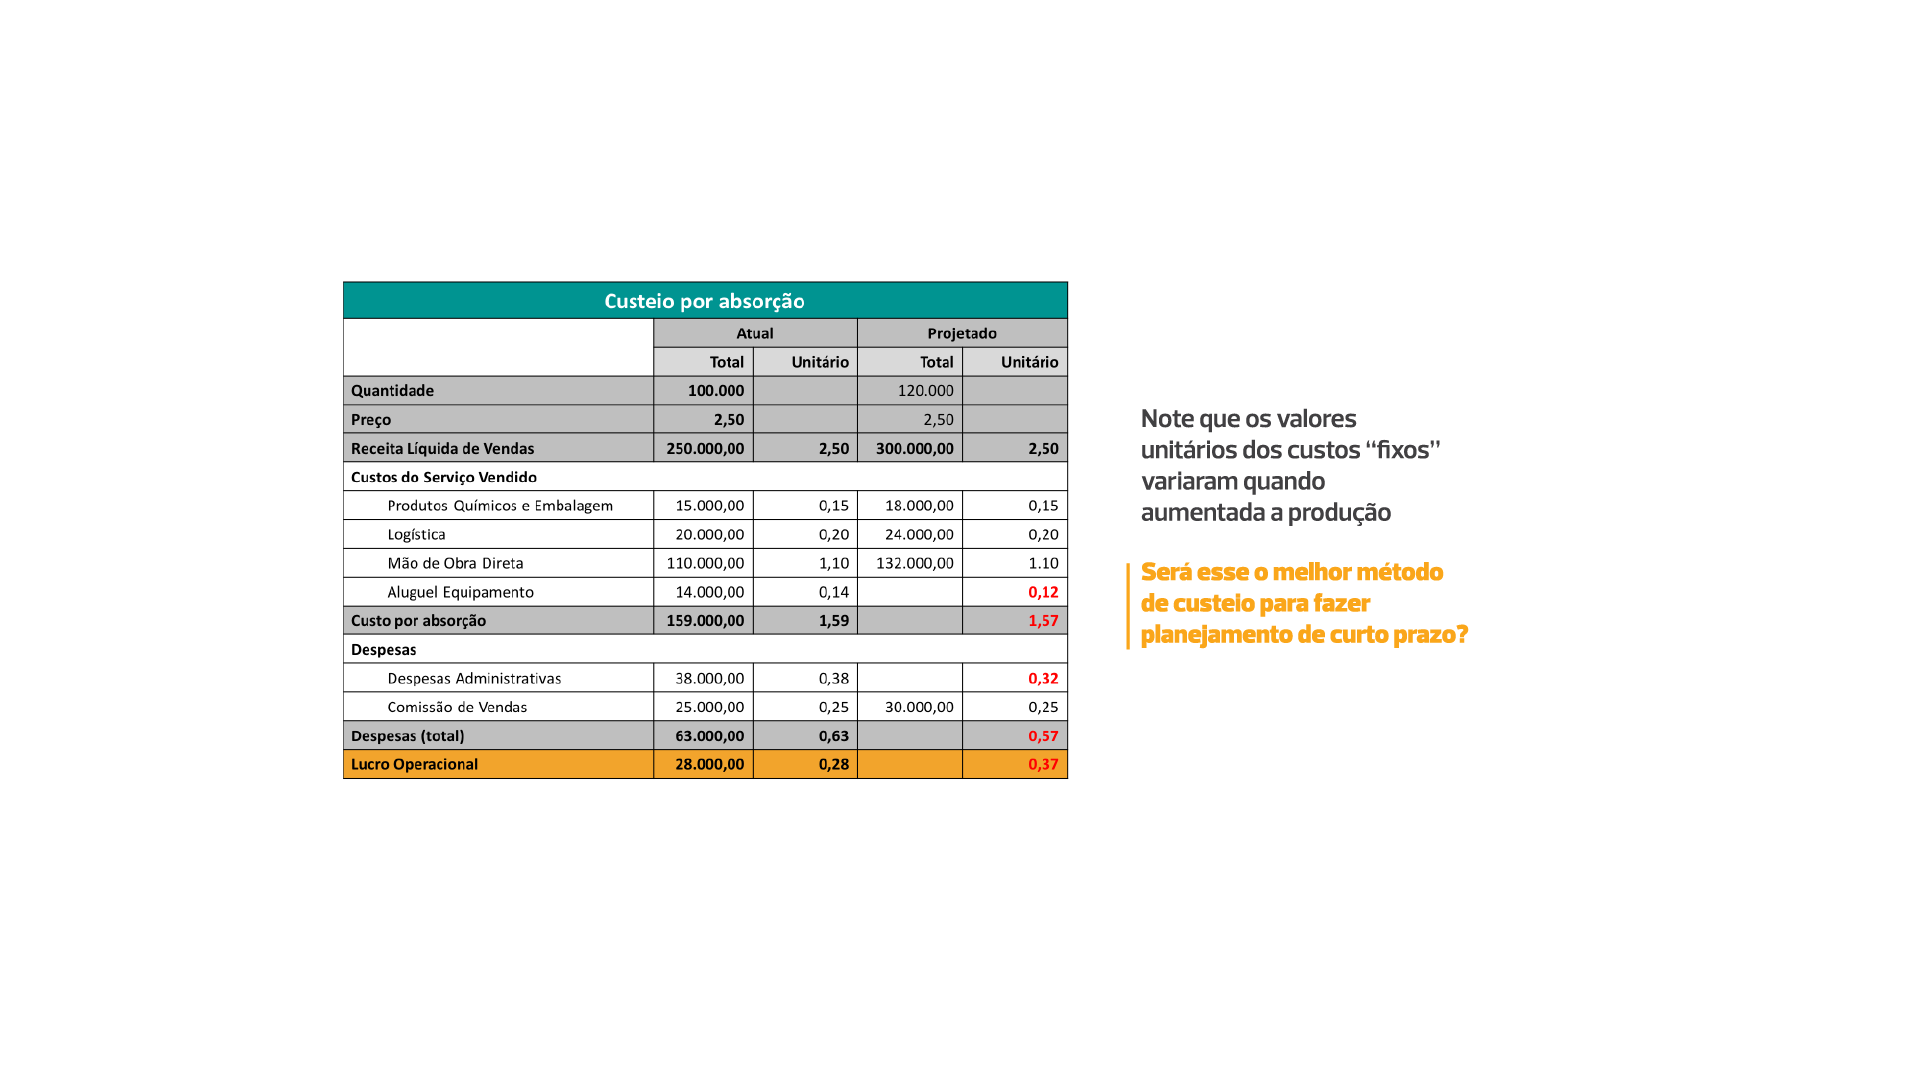 Custeio por absorção
Atual Projetado
Total Unitário Total Unitário
Quantidade 100.000 120.000
Preço 2,50 2,50
Receita Líquida de Vendas 250.000,00 2,50 300.000,00 2,50
Custos do Serviço Vendido
Produtos Químicos e Embalagem 15.000,00 0,15 18.000,00 0,15
Logística 20.000,00 0,20 24.000,00 0,20
Mão de Obra Direta 110.000,00 1,10 132.000,00 1.10
Aluguel Equipamento 14.000,00 0,14 0,12
Custo por absorção 159.000,00 1,59 1,57
Despesas
Despesas Administrativas 38.000,00 0,38 0,32
Comissão de Vendas 25.000,00 0,25 30.000,00 0,25
Despesas (total) 63.000,00 0,63 0,57
Lucro Operacional 28.000,00 0,28 0,37
Note que os valores
unitários dos custos “fixos”
variaram quando
aumentada a produção
Será esse o melhor método
de custeio para fazer
planejamento de curto prazo?